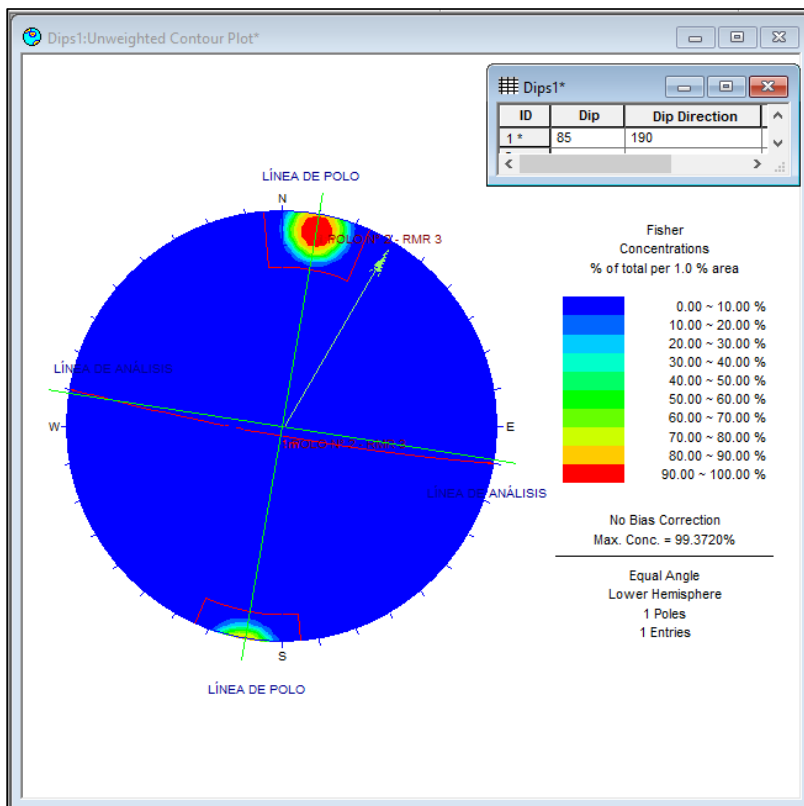 Dips1:Unweighted Contour Plot*
Dips1*
ID Dip Dip Direction
1 * 85 190
LÍNEA DE POLO
N
POLO N° 2 - RMR 3
LÍNEA DE ANÁLISIS
W
E
LÍNEA DE ANÁLISIS
S
LÍNEA DE POLO
Fisher
Concentrations
% of total per 1.0 % area
0.00 ~ 10.00 %
10.00 ~ 20.00 %
20.00 ~ 30.00 %
30.00 ~ 40.00 %
40.00 ~ 50.00 %
50.00 ~ 60.00 %
60.00 ~ 70.00 %
70.00 ~ 80.00 %
80.00 ~ 90.00 %
90.00 ~ 100.00 %
No Bias Correction
Max. Conc. = 99.3720%
Equal Angle
Lower Hemisphere
1 Poles
1 Entries